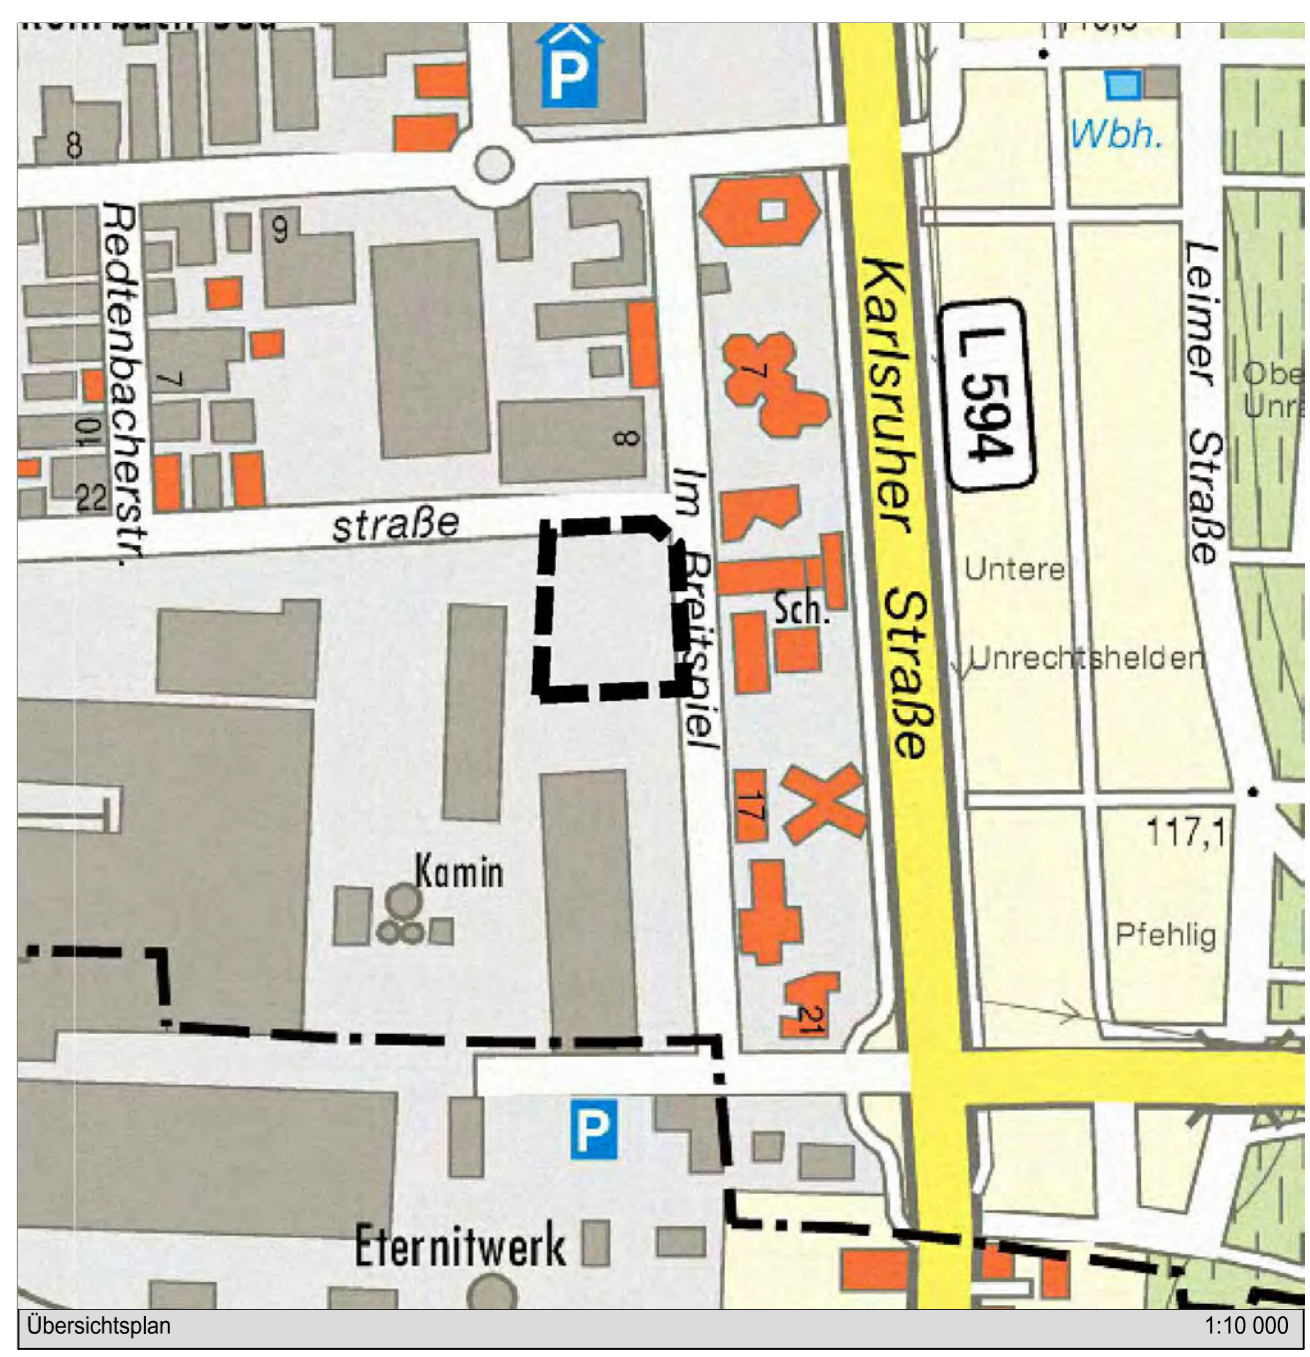 P
8
Wbh.
Redtenbacherstr.
9
Karlsruher Straße
Leimer Straße
L 594
7
7
10
8
22
straße
Im Breitspiel
Untere
Sch.
Unrechtshelden
17
117,1
Kamin
Pfehlig
21
P
Eternitwerk
Übersichtsplan
1:10 000